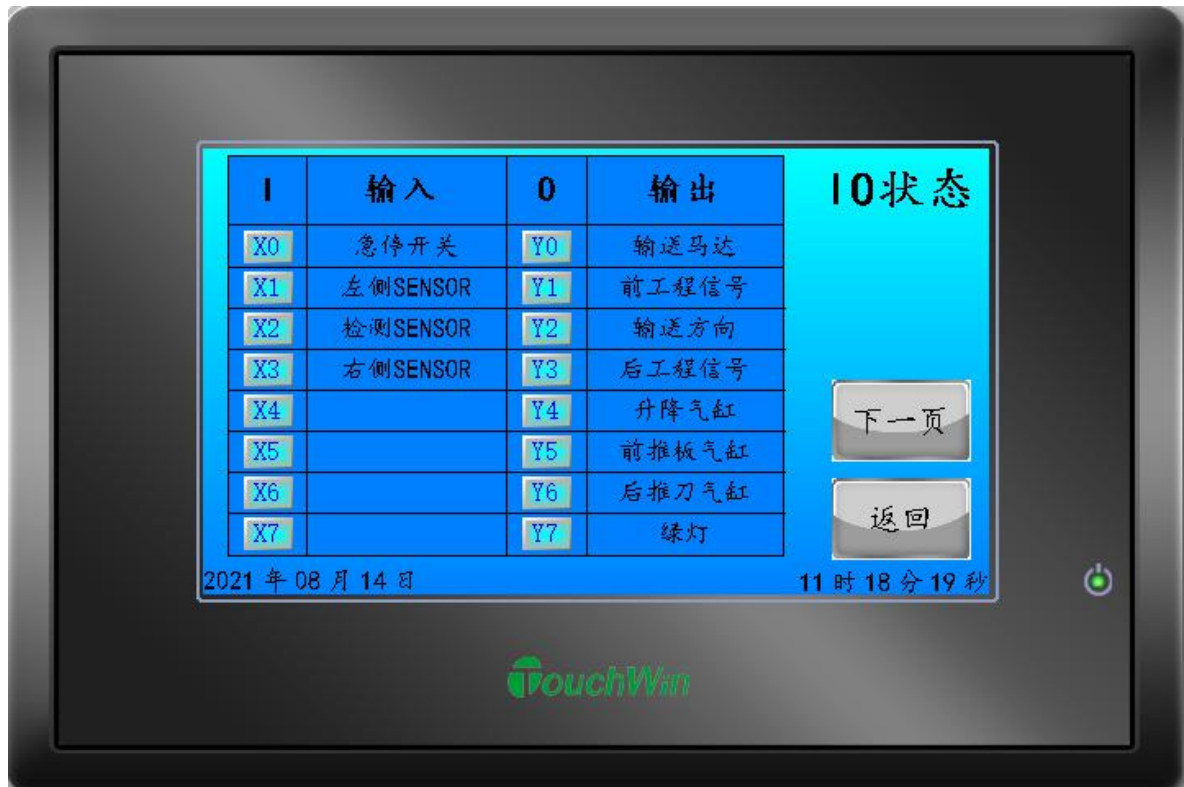 I 输入 O 输出 IO状态
X0 急停开关 Y0 输送马达
X1 左侧SENSOR Y1 前工程信号
X2 检测SENSOR Y2 输送方向
X3 右侧SENSOR Y3 后工程信号
X4 Y4 升降气缸
下一页
X5 Y5 前推板气缸
X6 Y6 后推刀气缸
返回
X7 Y7 绿灯
2021 年 08 月 14 日 11 时 18 分 19 秒
TouchWin